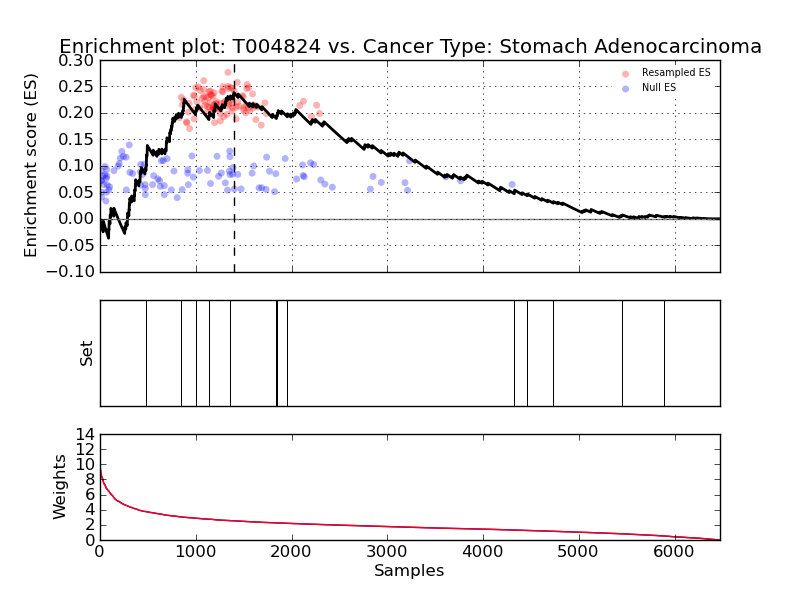 Enrichment plot: T004824 vs. Cancer Type: Stomach Adenocarcinoma
0.30
0.25
0.20
0.15
0.10
0.05
0.00
−0.05
−0.10
Enrichment score (ES)
Resampled ES
Null ES
Set
14
12
10
8
6
4
2
0
Weights
0 1000 2000 3000 4000 5000 6000
Samples